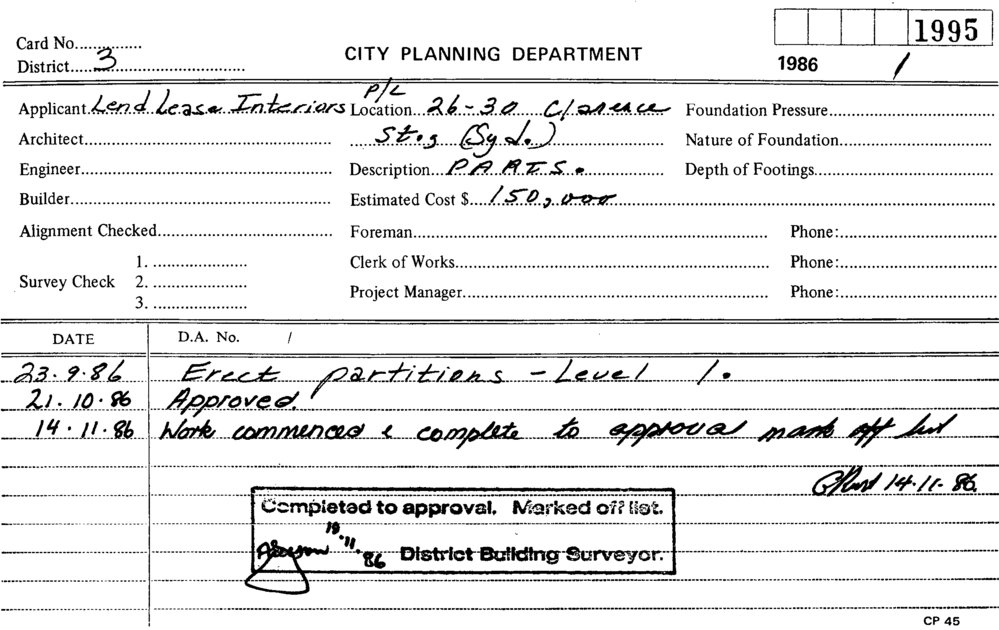 1995
Card No.
CITY PLANNING DEPARTMENT
District 3
1986 /
Applicant Lend Lease Interiors P/L Location 26-30 Clarence Foundation Pressure
Architect St.s (Syd.) Nature of Foundation
Engineer Description PARTS. Depth of Footings
Builder Estimated Cost $ 150,000
Alignment Checked Foreman Phone:
Survey Check 1. Clerk of Works Phone:
2.
3. Project Manager Phone:
DATE D.A. No. /
23.9.86 Erect partitions - Level 1.
21.10.86 Approved.
14.11.86 Work commenced & complete to approval mark off list
14.11.86.
Completed to approval. Marked off list.
19.11.86 District Building Surveyor.
CP 45